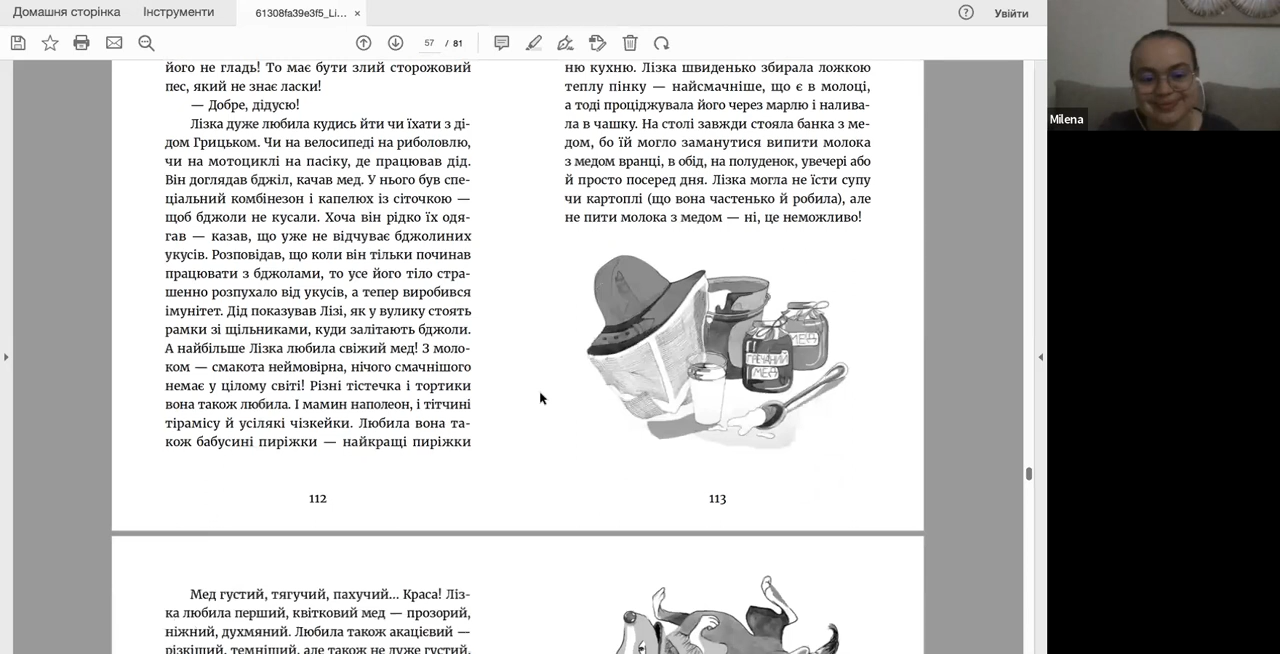 Домашня сторінка
Інструменти
61308fa39e3f5_Li...
×
?
Увійти
57 / 81
Milena
його не гладь! То має бути злий сторожовий
пес, який не знає ласки!
— Добре, дідусю!
Лізка дуже любила кудись йти чи їхати з ді-
дом Грицьком. Чи на велосипеді на риболовлю,
чи на мотоциклі на пасіку, де працював дід.
Він доглядав бджіл, качав мед. У нього був спе-
ціальний комбінезон і капелюх із сіточкою —
щоб бджоли не кусали. Хоча він рідко їх одя-
гав — казав, що уже не відчуває бджолиних
укусів. Розповідав, що коли він тільки починав
працювати з бджолами, то усе його тіло стра-
шенно розпухало від укусів, а тепер виробився
імунітет. Дід показував Лізі, як у вулику стоять
рамки зі щільниками, куди залітають бджоли.
А найбільше Лізка любила свіжий мед! З моло-
ком — смакота неймовірна, нічого смачнішого
немає у цілому світі! Різні тістечка і тортики
вона також любила. І мамин наполеон, і тітчині
тірамісу й усілякі чізкейки. Любила вона та-
кож бабусині пиріжки — найкращі пиріжки
112
ню кухню. Лізка швиденько збирала ложкою
теплу пінку — найсмачніше, що є в молоці,
а тоді проціджувала його через марлю і налива-
ла в чашку. На столі завжди стояла банка з ме-
дом, бо їй могло заманутися випити молока
з медом вранці, в обід, на полуденок, увечері або
й просто посеред дня. Лізка могла не їсти супу
чи картоплі (що вона частенько й робила), але
не пити молока з медом — ні, це неможливо!
ГРЕЧАНИЙ
МЕД
МЕД
113
Мед густий, тягучий, пахучий... Краса! Ліз-
ка любила перший, квітковий мед — прозорий,
ніжний, духмяний. Любила також акацієвий —
різкіший, темніший, але також не дуже густий.